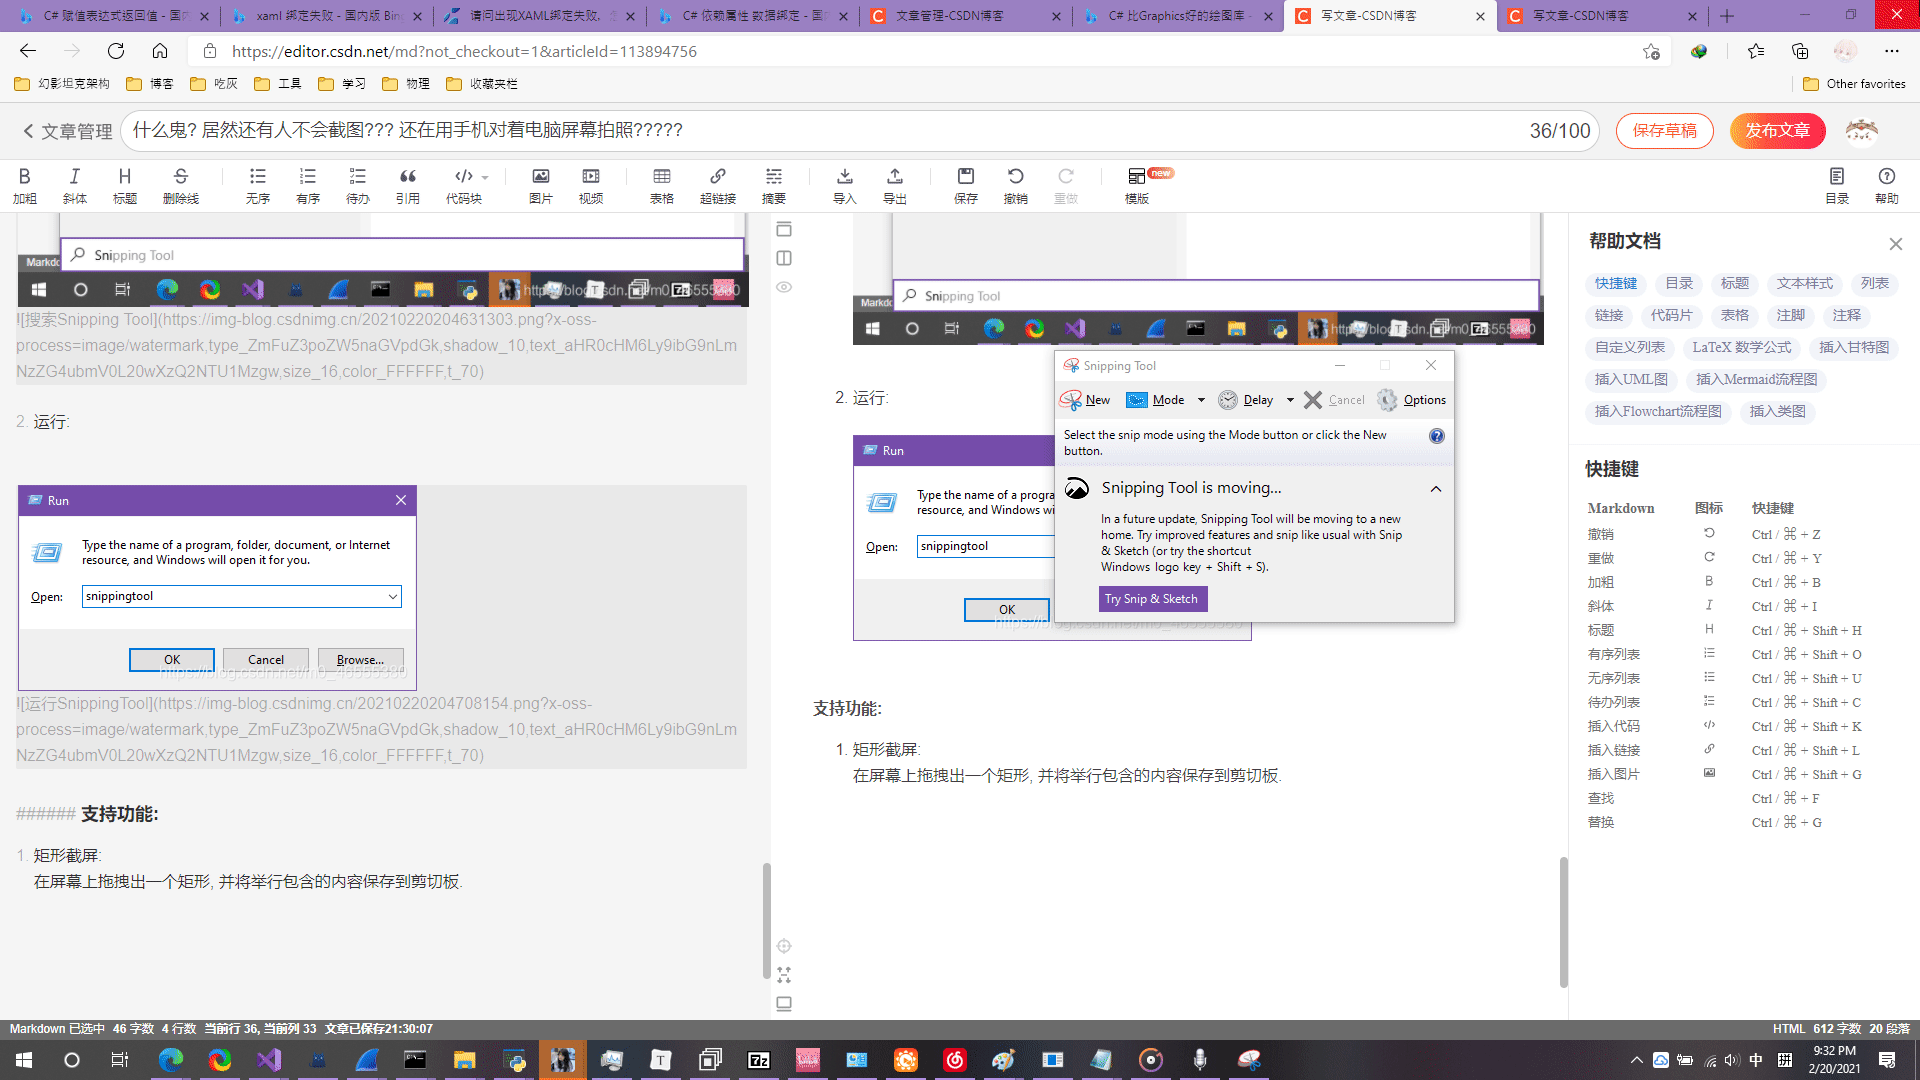 C# 赋值表达式返回值 - 国内
xaml 绑定失败 - 国内版 Bing
请问出现XAML绑定失败,
C# 依赖属性 数据绑定 - 国
文章管理-CSDN博客
C# 比Graphics好的绘图库 -
写文章-CSDN博客
写文章-CSDN博客
https://editor.csdn.net/md?not_checkout=1&articleId=113894756
幻影坦克架构
博客
吃灰
工具
学习
物理
收藏夹栏
Other favorites
文章管理
什么鬼? 居然还有人不会截图??? 还在用手机对着电脑屏幕拍照?????
36/100
保存草稿
发布文章
加粗
斜体
标题
删除线
无序
有序
待办
引用
代码块
图片
视频
表格
超链接
摘要
导入
导出
保存
撤销
重做
模版
new
目录
帮助
Markdo
Snipping Tool
![搜索Snipping Tool](https://img-blog.csdnimg.cn/20210220204631303.png?x-oss-
process=image/watermark,type_ZmFuZ3poZW5naGVpdGk,shadow_10,text_aHR0cHM6Ly9ibG9nLm
NzZG4ubmV0L20wXzQ2NTU1Mzgw,size_16,color_FFFFFF,t_70)
2. 运行:
Run
Type the name of a program, folder, document, or Internet
resource, and Windows will open it for you.
Open:
snippingtool
OK
Cancel
Browse...
https://blog.csdn.net/m0_46555380
![运行SnippingTool](https://img-blog.csdnimg.cn/20210220204708154.png?x-oss-
process=image/watermark,type_ZmFuZ3poZW5naGVpdGk,shadow_10,text_aHR0cHM6Ly9ibG9nLm
NzZG4ubmV0L20wXzQ2NTU1Mzgw,size_16,color_FFFFFF,t_70)
###### 支持功能:
1. 矩形截屏:
在屏幕上拖拽出一个矩形, 并将举行包含的内容保存到剪切板.
Markdo
Snipping Tool
2. 运行:
Run
Type the name of a progra
resource, and Windows wi
Open:
snippingtool
OK
Snipping Tool
New
Mode
Delay
Cancel
Options
Select the snip mode using the Mode button or click the New
button.
Snipping Tool is moving...
In a future update, Snipping Tool will be moving to a new
home. Try improved features and snip like usual with Snip
& Sketch (or try the shortcut
Windows logo key + Shift + S).
Try Snip & Sketch
支持功能:
1. 矩形截屏:
在屏幕上拖拽出一个矩形, 并将举行包含的内容保存到剪切板.
帮助文档
快捷键
目录
标题
文本样式
列表
链接
代码片
表格
注脚
注释
自定义列表
LaTeX 数学公式
插入甘特图
插入UML图
插入Mermaid流程图
插入Flowchart流程图
插入类图
快捷键
Markdown 图标 快捷键
撤销 Ctrl / ⌘ + Z
重做 Ctrl / ⌘ + Y
加粗 B Ctrl / ⌘ + B
斜体 I Ctrl / ⌘ + I
标题 H Ctrl / ⌘ + Shift + H
有序列表 Ctrl / ⌘ + Shift + O
无序列表 Ctrl / ⌘ + Shift + U
待办列表 Ctrl / ⌘ + Shift + C
插入代码 Ctrl / ⌘ + Shift + K
插入链接 Ctrl / ⌘ + Shift + L
插入图片 Ctrl / ⌘ + Shift + G
查找 Ctrl / ⌘ + F
替换 Ctrl / ⌘ + G
Markdown 已选中 46 字数 4 行数 当前行 36, 当前列 33 文章已保存21:30:07
HTML 612 字数 20 段落
中
拼
9:32 PM
2/20/2021